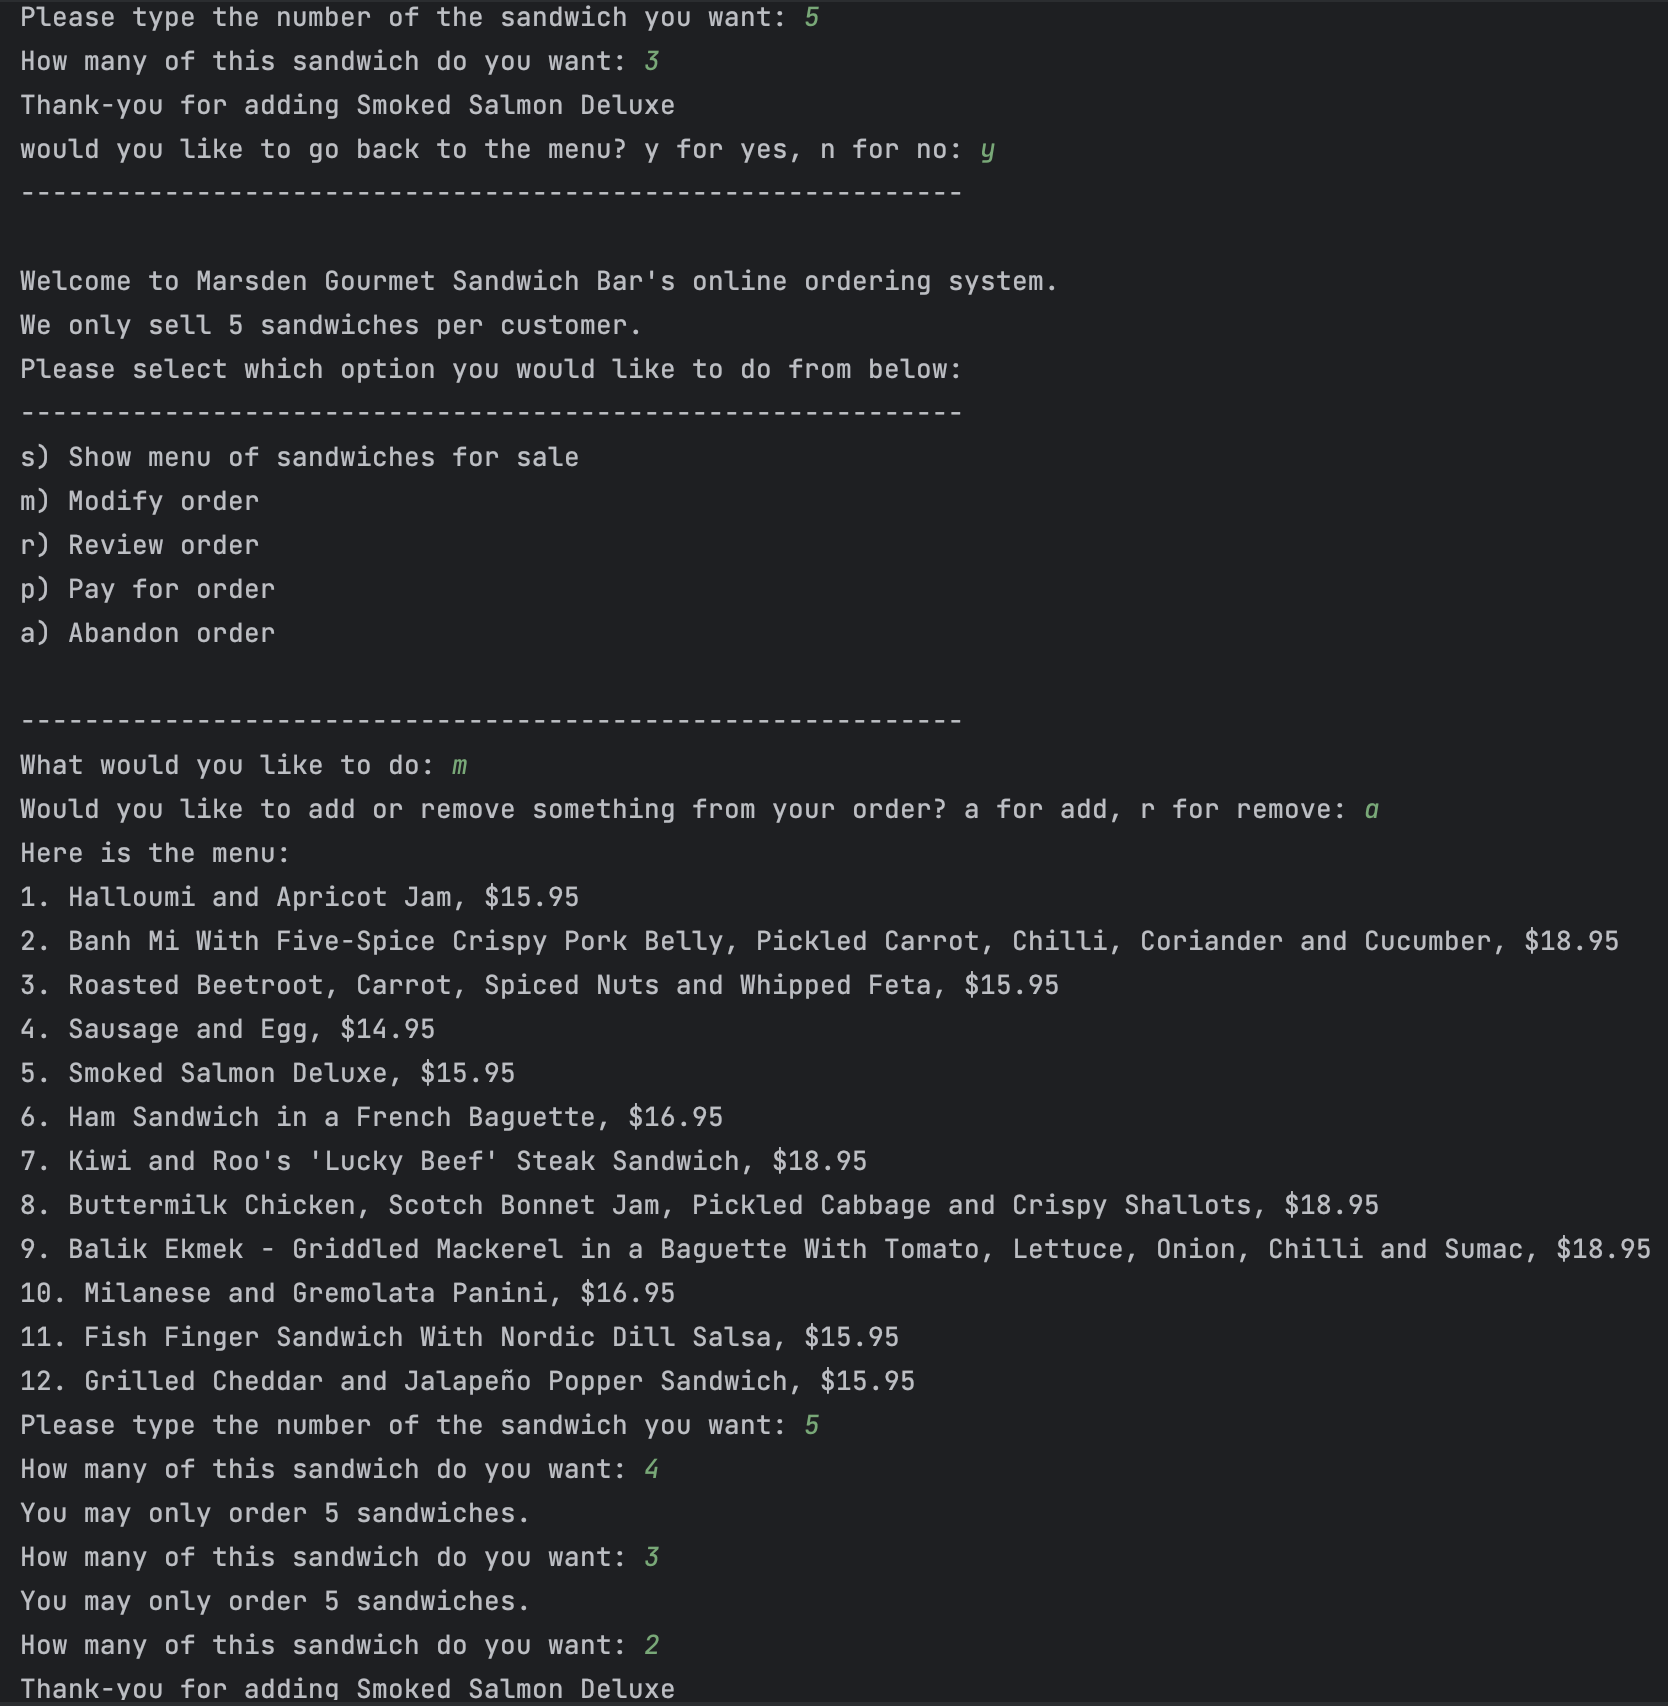 Please type the number of the sandwich you want: 5
How many of this sandwich do you want: 3
Thank-you for adding Smoked Salmon Deluxe
would you like to go back to the menu? y for yes, n for no: y
-----------------------------------------------------------
Welcome to Marsden Gourmet Sandwich Bar's online ordering system.
We only sell 5 sandwiches per customer.
Please select which option you would like to do from below:
-----------------------------------------------------------
s) Show menu of sandwiches for sale
m) Modify order
r) Review order
p) Pay for order
a) Abandon order
-----------------------------------------------------------
What would you like to do: m
Would you like to add or remove something from your order? a for add, r for remove: a
Here is the menu:
1. Halloumi and Apricot Jam, $15.95
2. Banh Mi With Five-Spice Crispy Pork Belly, Pickled Carrot, Chilli, Coriander and Cucumber, $18.95
3. Roasted Beetroot, Carrot, Spiced Nuts and Whipped Feta, $15.95
4. Sausage and Egg, $14.95
5. Smoked Salmon Deluxe, $15.95
6. Ham Sandwich in a French Baguette, $16.95
7. Kiwi and Roo's 'Lucky Beef' Steak Sandwich, $18.95
8. Buttermilk Chicken, Scotch Bonnet Jam, Pickled Cabbage and Crispy Shallots, $18.95
9. Balik Ekmek - Griddled Mackerel in a Baguette With Tomato, Lettuce, Onion, Chilli and Sumac, $18.95
10. Milanese and Gremolata Panini, $16.95
11. Fish Finger Sandwich With Nordic Dill Salsa, $15.95
12. Grilled Cheddar and Jalapeño Popper Sandwich, $15.95
Please type the number of the sandwich you want: 5
How many of this sandwich do you want: 4
You may only order 5 sandwiches.
How many of this sandwich do you want: 3
You may only order 5 sandwiches.
How many of this sandwich do you want: 2
Thank-you for adding Smoked Salmon Deluxe